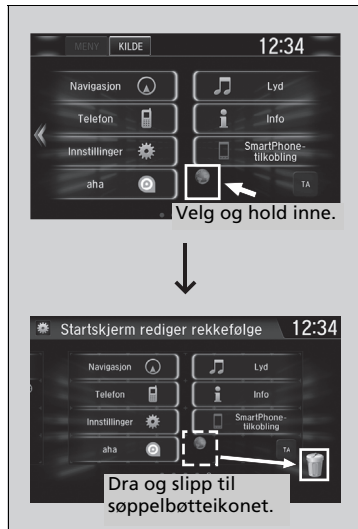 MENY KILDE 12:34
Navigasjon Lyd
Telefon Info
Innstillinger SmartPhone-
tilkobling
aha TA
Velg og hold inne.
Startskjerm rediger rekkefølge 12:34
Navigasjon Lyd
Telefon Info
Innstillinger SmartPhone-
tilkobling
aha TA
Dra og slipp til
søppelbøtteikonet.